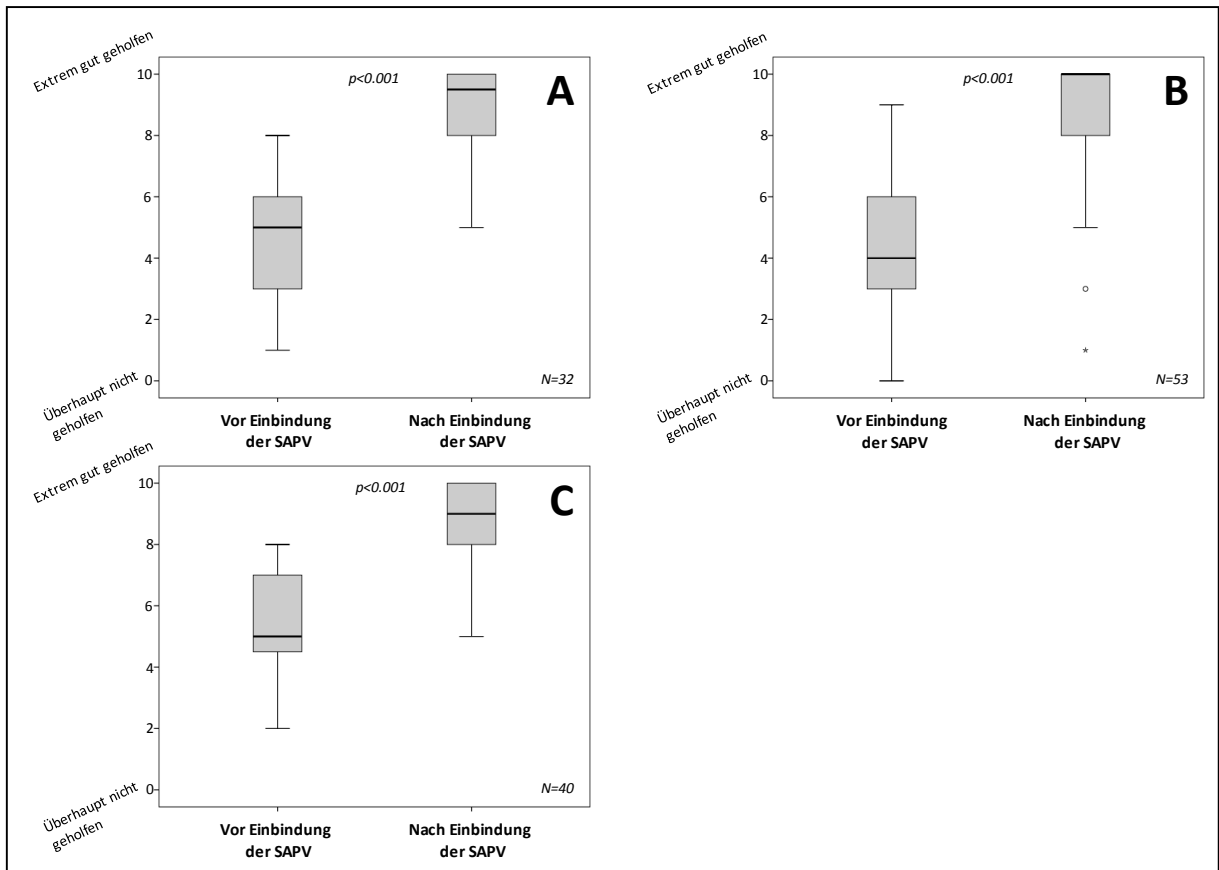 Extrem gut geholfen
10
8
6
4
2
0
Überhaupt nicht
geholfen
p<0.001
A
N=32
Vor Einbindung
der SAPV
Nach Einbindung
der SAPV
Extrem gut geholfen
10
8
6
4
2
0
Überhaupt nicht
geholfen
p<0.001
B
N=53
Vor Einbindung
der SAPV
Nach Einbindung
der SAPV
Extrem gut geholfen
10
8
6
4
2
0
Überhaupt nicht
geholfen
p<0.001
C
N=40
Vor Einbindung
der SAPV
Nach Einbindung
der SAPV